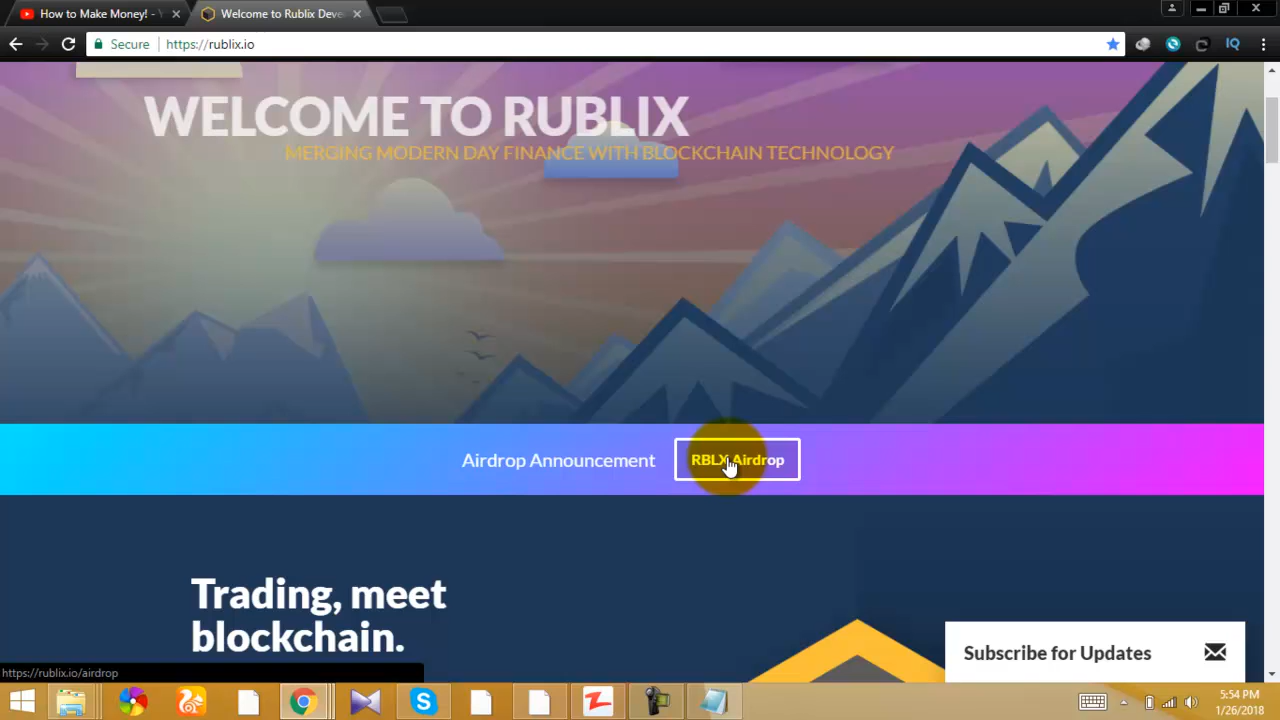 How to Make Money! - Y
Welcome to Rublix Deve
Secure
https://rublix.io
IQ
WELCOME TO RUBLIX
MERGING MODERN DAY FINANCE WITH BLOCKCHAIN TECHNOLOGY
Airdrop Announcement
RBLX Airdrop
Trading, meet
blockchain.
Subscribe for Updates
https://rublix.io/airdrop
5:54 PM
1/26/2018